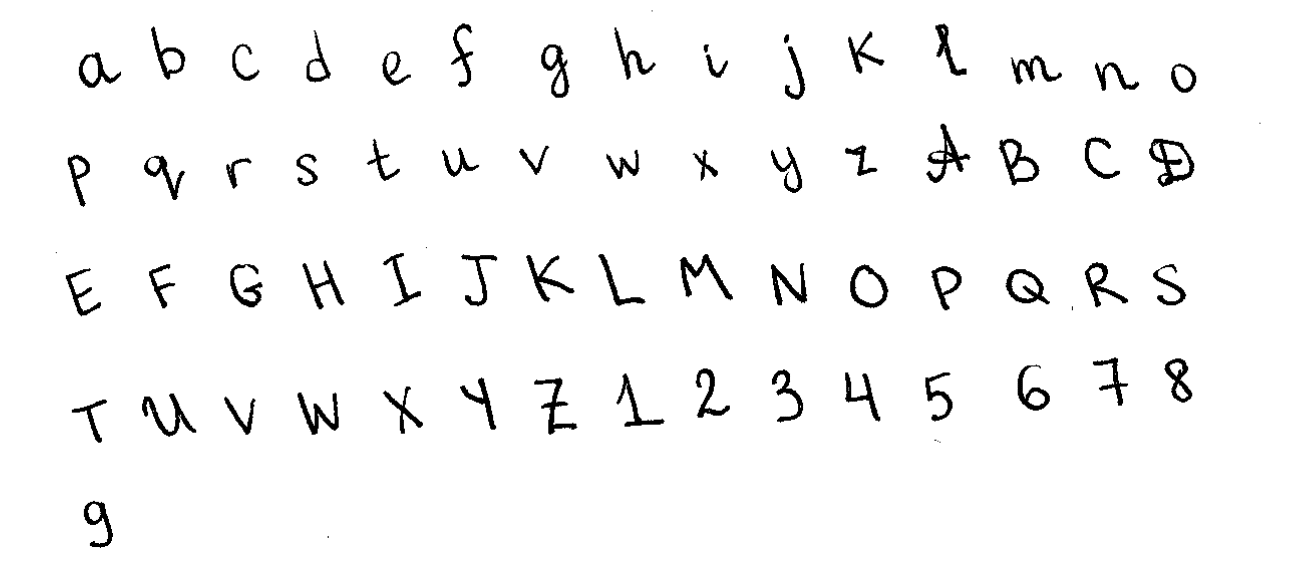 a b c d e f g h i j k l m n o
p q r s t u v w x y z A B C D
E F G H I J K L M N O P Q R S
T U V W X Y Z 1 2 3 4 5 6 7 8
9